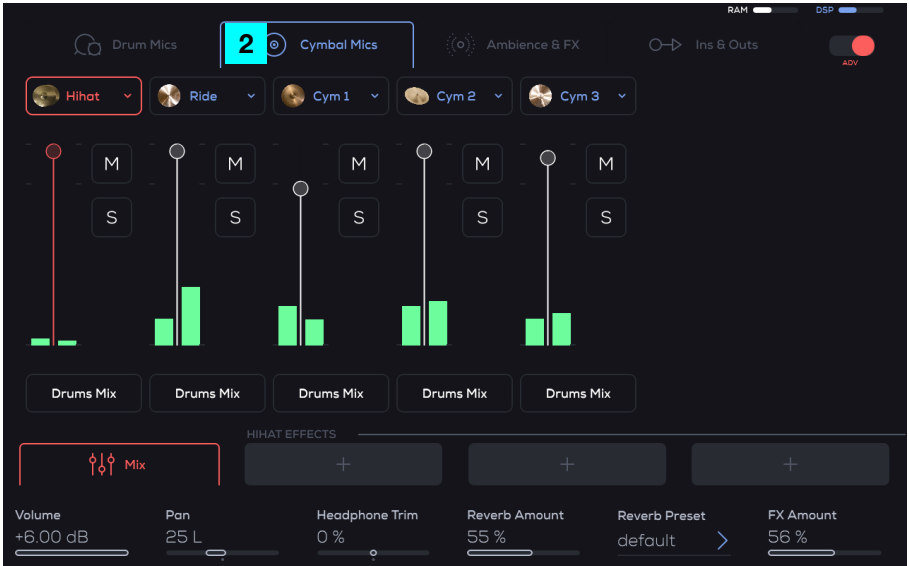 RAM DSP
Drum Mics 2 Cymbal Mics Ambience & FX Ins & Outs
ADV
Hihat Ride Cym 1 Cym 2 Cym 3
M M M M M
S S S S S
Drums Mix Drums Mix Drums Mix Drums Mix Drums Mix
HIHAT EFFECTS
Mix + + +
Volume Pan Headphone Trim Reverb Amount Reverb Preset FX Amount
+6.00 dB 25 L 0 % 55 % default 56 %